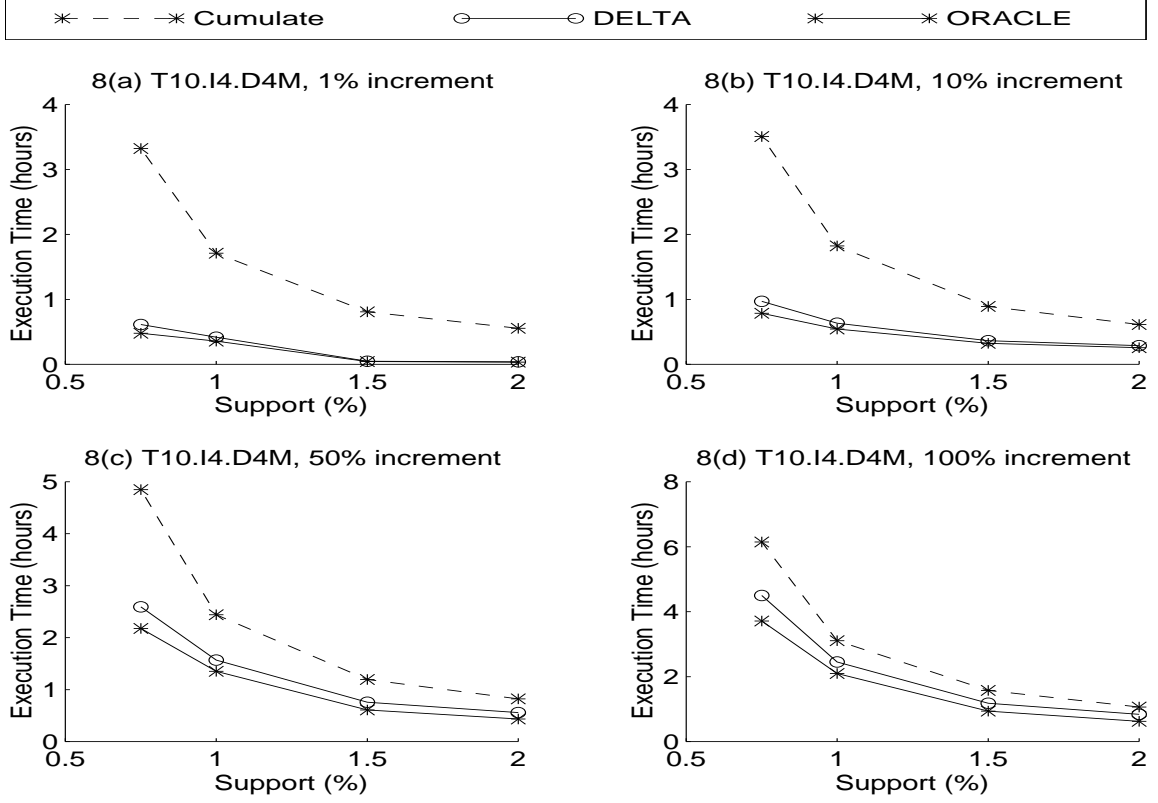 Cumulate DELTA ORACLE
8(a) T10.I4.D4M, 1% increment
4
3
2
1
0
0.5 1 1.5 2
Execution Time (hours)
Support (%)
8(b) T10.I4.D4M, 10% increment
4
3
2
1
0
0.5 1 1.5 2
Execution Time (hours)
Support (%)
8(c) T10.I4.D4M, 50% increment
5
4
3
2
1
0
0.5 1 1.5 2
Execution Time (hours)
Support (%)
8(d) T10.I4.D4M, 100% increment
8
6
4
2
0
0.5 1 1.5 2
Execution Time (hours)
Support (%)